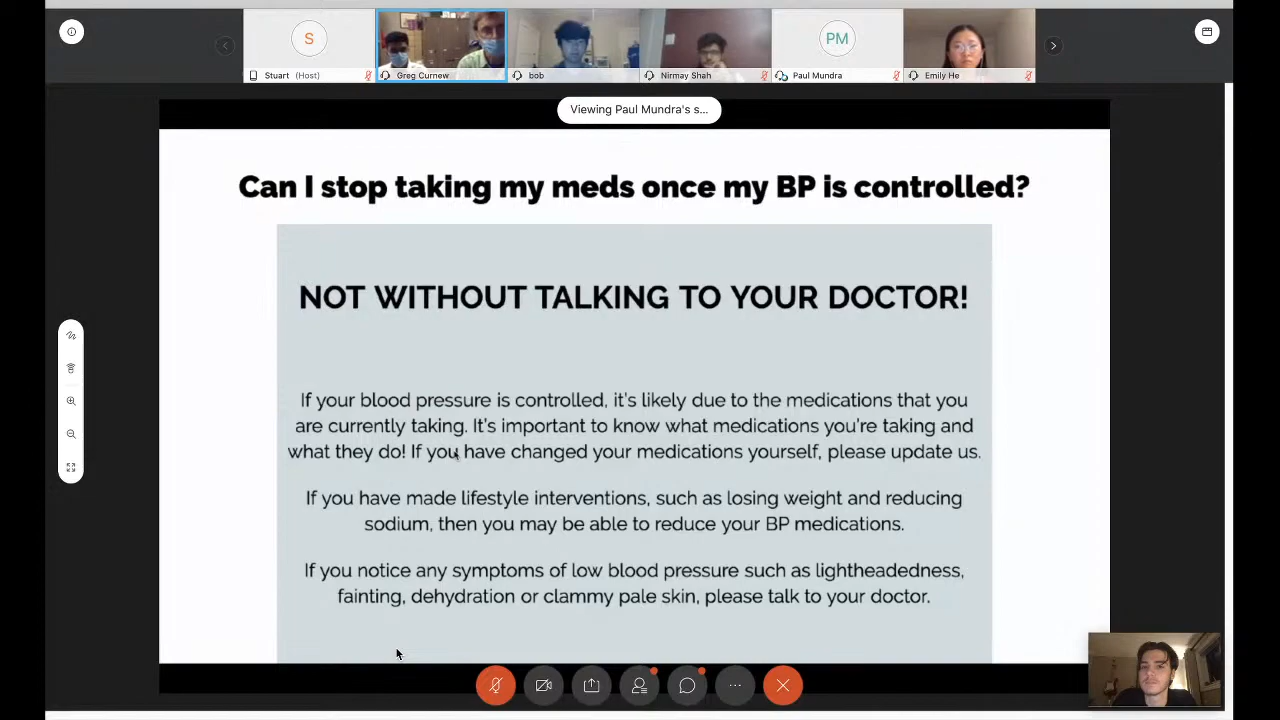 S
PM
Stuart (Host)
Greg Curnew
bob
Nirmay Shah
Paul Mundra
Emily He
Viewing Paul Mundra's s...
Can I stop taking my meds once my BP is controlled?
NOT WITHOUT TALKING TO YOUR DOCTOR!
If your blood pressure is controlled, it's likely due to the medications that you
are currently taking. It's important to know what medications you're taking and
what they do! If you have changed your medications yourself, please update us.
If you have made lifestyle interventions, such as losing weight and reducing
sodium, then you may be able to reduce your BP medications.
If you notice any symptoms of low blood pressure such as lightheadedness,
fainting, dehydration or clammy pale skin, please talk to your doctor.